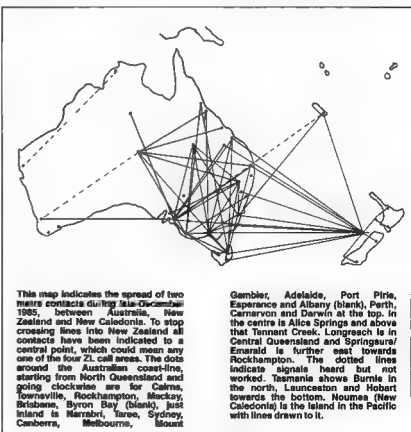 This map indicates the spread of two
metre contacts during late December
1985, between Australia, New
Zealand and New Caledonia. To stop
crossing lines into New Zealand all
contacts have been indicated to a
central point, which could mean any
one of the four ZL call areas. The dots
around the Australian coast-line,
starting from North Queensland and
going clockwise are for Cairns,
Townsville, Rockhampton, Mackay,
Brisbane, Byron Bay (blank), just
inland is Narrabri, Taree, Sydney,
Canberra, Melbourne, Mount
Gambier, Adelaide, Port Pirie,
Esperance and Albany (blank), Perth,
Carnarvon and Darwin at the top. In
the centre is Alice Springs and above
that Tennant Creek. Longreach is in
Central Queensland and Springsure/
Emerald is further east towards
Rockhampton. The dotted lines
indicate signals heard but not
worked. Tasmania shows Burnie in
the north, Launceston and Hobart
towards the bottom. Noumea (New
Caledonia) is the island in the Pacific
with lines drawn to it.